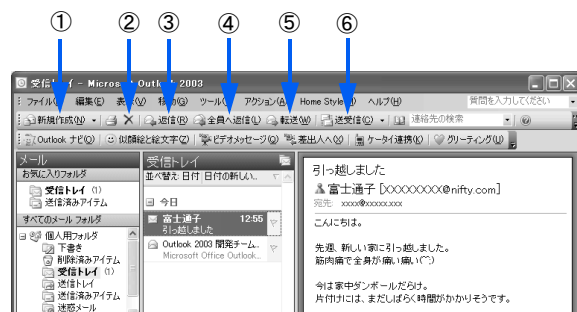 ① ② ③ ④ ⑤ ⑥
受信トレイ - Microsoft Outlook 2003
ファイル(F) 編集(E) 表示(V) 移動(G) ツール(T) アクション(A) Home Style(M) ヘルプ(H) 質問を入力してください
新規作成(N) 返信(R) 全員へ返信(L) 転送(W) 送受信(C) 連絡先の検索
Outlook ナビ(Q) 似顔絵と絵文字(Z) ビデオメッセージ(Q) 差出人へ(X) ケータイ連携(K) グリーティング(U)
メール
お気に入りフォルダ
受信トレイ (1)
送信済みアイテム
すべてのメール フォルダ
個人用フォルダ
下書き
削除済みアイテム
受信トレイ (1)
送信トレイ
送信済みアイテム
迷惑メール
受信トレイ
並べ替え: 日付 日付の新しい..
今日
富士通子 12:55
引っ越しました
Outlook 2003 開発チーム..
Microsoft Office Outlook...
引っ越しました
富士通子 [XXXXXXXX@nifty.com]
宛先: xxxx@xxxxx.xxx
こんにちは。
先週、新しい家に引っ越しました。
筋肉痛で全身が痛い痛い(^^;)
今は家中ダンボールだらけ。
片付けには、まだしばらく時間がかかりそうです。